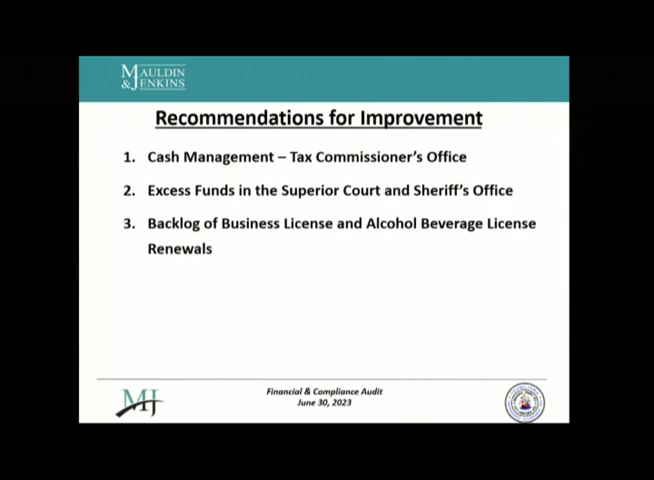 MAULDIN
& JENKINS
Recommendations for Improvement
1. Cash Management – Tax Commissioner's Office
2. Excess Funds in the Superior Court and Sheriff's Office
3. Backlog of Business License and Alcohol Beverage License
Renewals
MJ
Financial & Compliance Audit
June 30, 2023